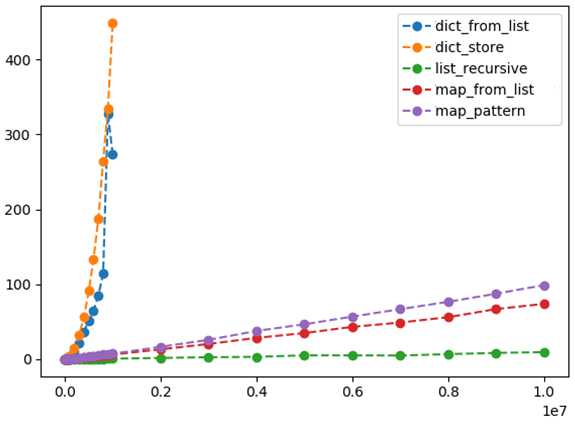 dict_from_list
dict_store
list_recursive
map_from_list
map_pattern
400
300
200
100
0
0.0 0.2 0.4 0.6 0.8 1.0
1e7